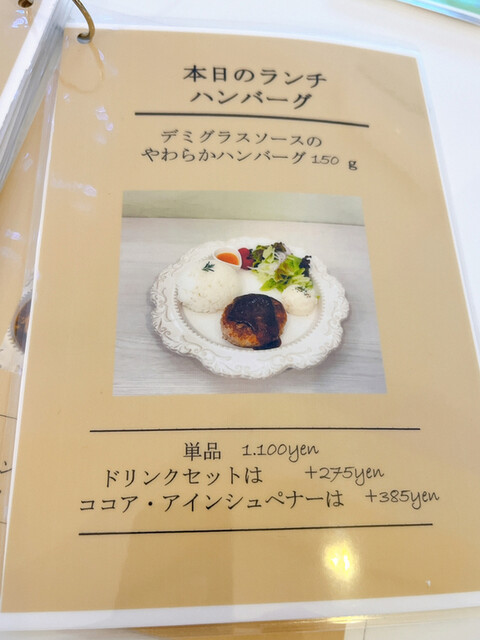 本日のランチ
ハンバーグ
デミグラスソースの
やわらかハンバーグ 150 g
単品 1.100yen
ドリンクセットは +275yen
ココア・アインシュペナーは +385yen